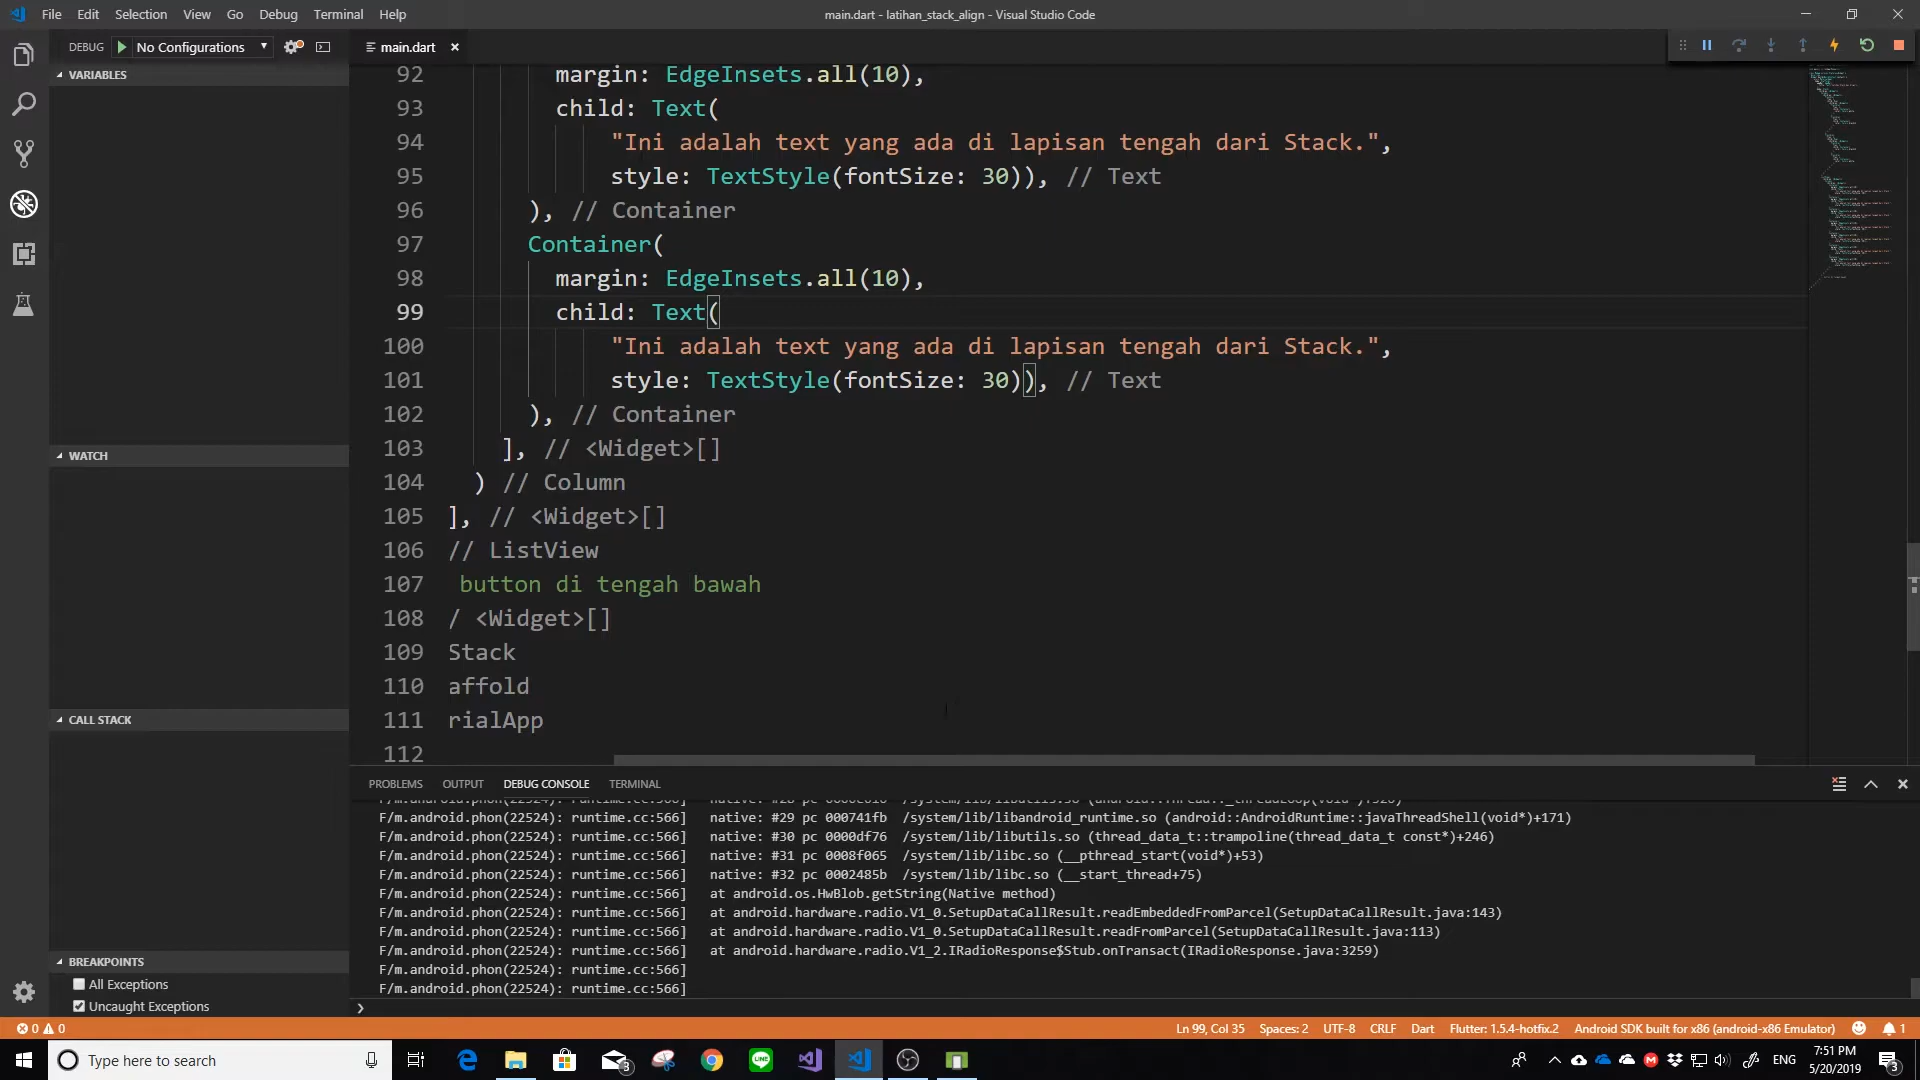 File Edit Selection View Go Debug Terminal Help
main.dart - latihan_stack_align - Visual Studio Code
DEBUG No Configurations
main.dart
VARIABLES
WATCH
CALL STACK
BREAKPOINTS
All Exceptions
Uncaught Exceptions
92 margin: EdgeInsets.all(10),
93 child: Text(
94 "Ini adalah text yang ada di lapisan tengah dari Stack.",
95 style: TextStyle(fontSize: 30)), // Text
96 ), // Container
97 Container(
98 margin: EdgeInsets.all(10),
99 child: Text(
100 "Ini adalah text yang ada di lapisan tengah dari Stack.",
101 style: TextStyle(fontSize: 30)), // Text
102 ), // Container
103 ], // <Widget>[]
104 ) // Column
105 ], // <Widget>[]
106 // ListView
107 button di tengah bawah
108 / <Widget>[]
109 Stack
110 affold
111 rialApp
112
PROBLEMS OUTPUT DEBUG CONSOLE TERMINAL
F/m.android.phon(22524): runtime.cc:566] native: #29 pc 000741fb /system/lib/libandroid_runtime.so (android::AndroidRuntime::javaThreadShell(void*)+171)
F/m.android.phon(22524): runtime.cc:566] native: #30 pc 0000df76 /system/lib/libutils.so (thread_data_t::trampoline(thread_data_t const*)+246)
F/m.android.phon(22524): runtime.cc:566] native: #31 pc 0008f065 /system/lib/libc.so (__pthread_start(void*)+53)
F/m.android.phon(22524): runtime.cc:566] native: #32 pc 0002485b /system/lib/libc.so (__start_thread+75)
F/m.android.phon(22524): runtime.cc:566] at android.os.HwBlob.getString(Native method)
F/m.android.phon(22524): runtime.cc:566] at android.hardware.radio.V1_0.SetupDataCallResult.readEmbeddedFromParcel(SetupDataCallResult.java:143)
F/m.android.phon(22524): runtime.cc:566] at android.hardware.radio.V1_0.SetupDataCallResult.readFromParcel(SetupDataCallResult.java:113)
F/m.android.phon(22524): runtime.cc:566] at android.hardware.radio.V1_2.IRadioResponse$Stub.onTransact(IRadioResponse.java:3259)
F/m.android.phon(22524): runtime.cc:566]
F/m.android.phon(22524): runtime.cc:566]
0 0 Ln 99, Col 35 Spaces: 2 UTF-8 CRLF Dart Flutter: 1.5.4-hotfix.2 Android SDK built for x86 (android-x86 Emulator) 1
Type here to search
3
LINE
ENG
7:51 PM
5/20/2019
3